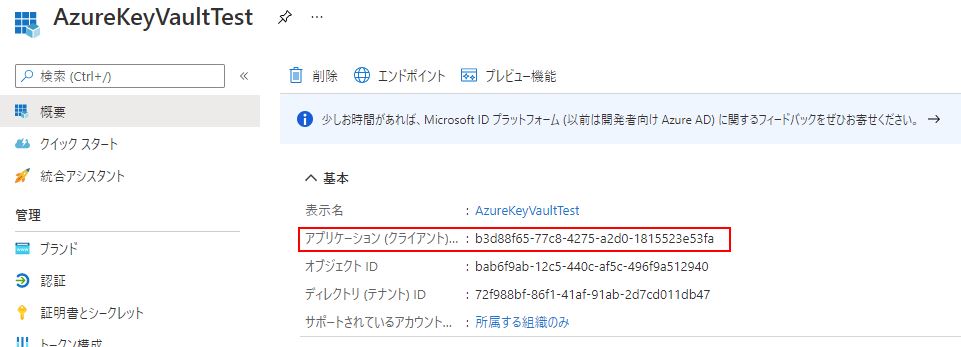 AzureKeyVaultTest ...
検索 (Ctrl+/) «
削除 エンドポイント プレビュー機能
概要
少しお時間があれば、Microsoft ID プラットフォーム (以前は開発者向け Azure AD) に関するフィードバックをぜひお寄せください。 →
クイック スタート
統合アシスタント
基本
管理
表示名 : AzureKeyVaultTest
アプリケーション (クライアント)... : b3d88f65-77c8-4275-a2d0-1815523e53fa
ブランド
オブジェクト ID : bab6f9ab-12c5-440c-af5c-496f9a512940
認証
ディレクトリ (テナント) ID : 72f988bf-86f1-41af-91ab-2d7cd011db47
証明書とシークレット
サポートされているアカウント... : 所属する組織のみ
トークン構成